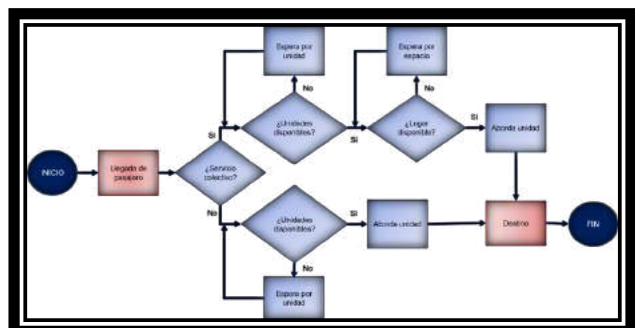 Espera por
unidad
Espera por
espacio
No
No
¿Unidades
disponibles?
¿Lugar
disponible?
Si
Aborda unidad
Si
Si
INICIO
Llegada de
pasajero
¿Servicio
colectivo?
No
¿Unidades
disponibles?
Si
Aborda unidad
Destino
FIN
No
Espera por
unidad